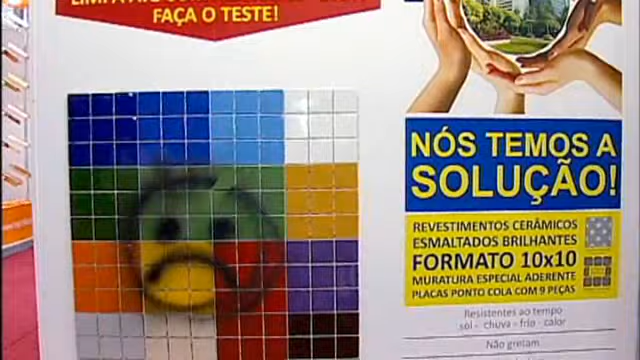 FAÇA O TESTE!
NÓS TEMOS A
SOLUÇÃO!
REVESTIMENTOS CERÂMICOS
ESMALTADOS BRILHANTES
FORMATO 10x10
MURATURA ESPECIAL ADERENTE
PLACAS PONTO COLA COM 9 PEÇAS
Resistentes ao tempo
sol - chuva - frio - calor
Não gretam